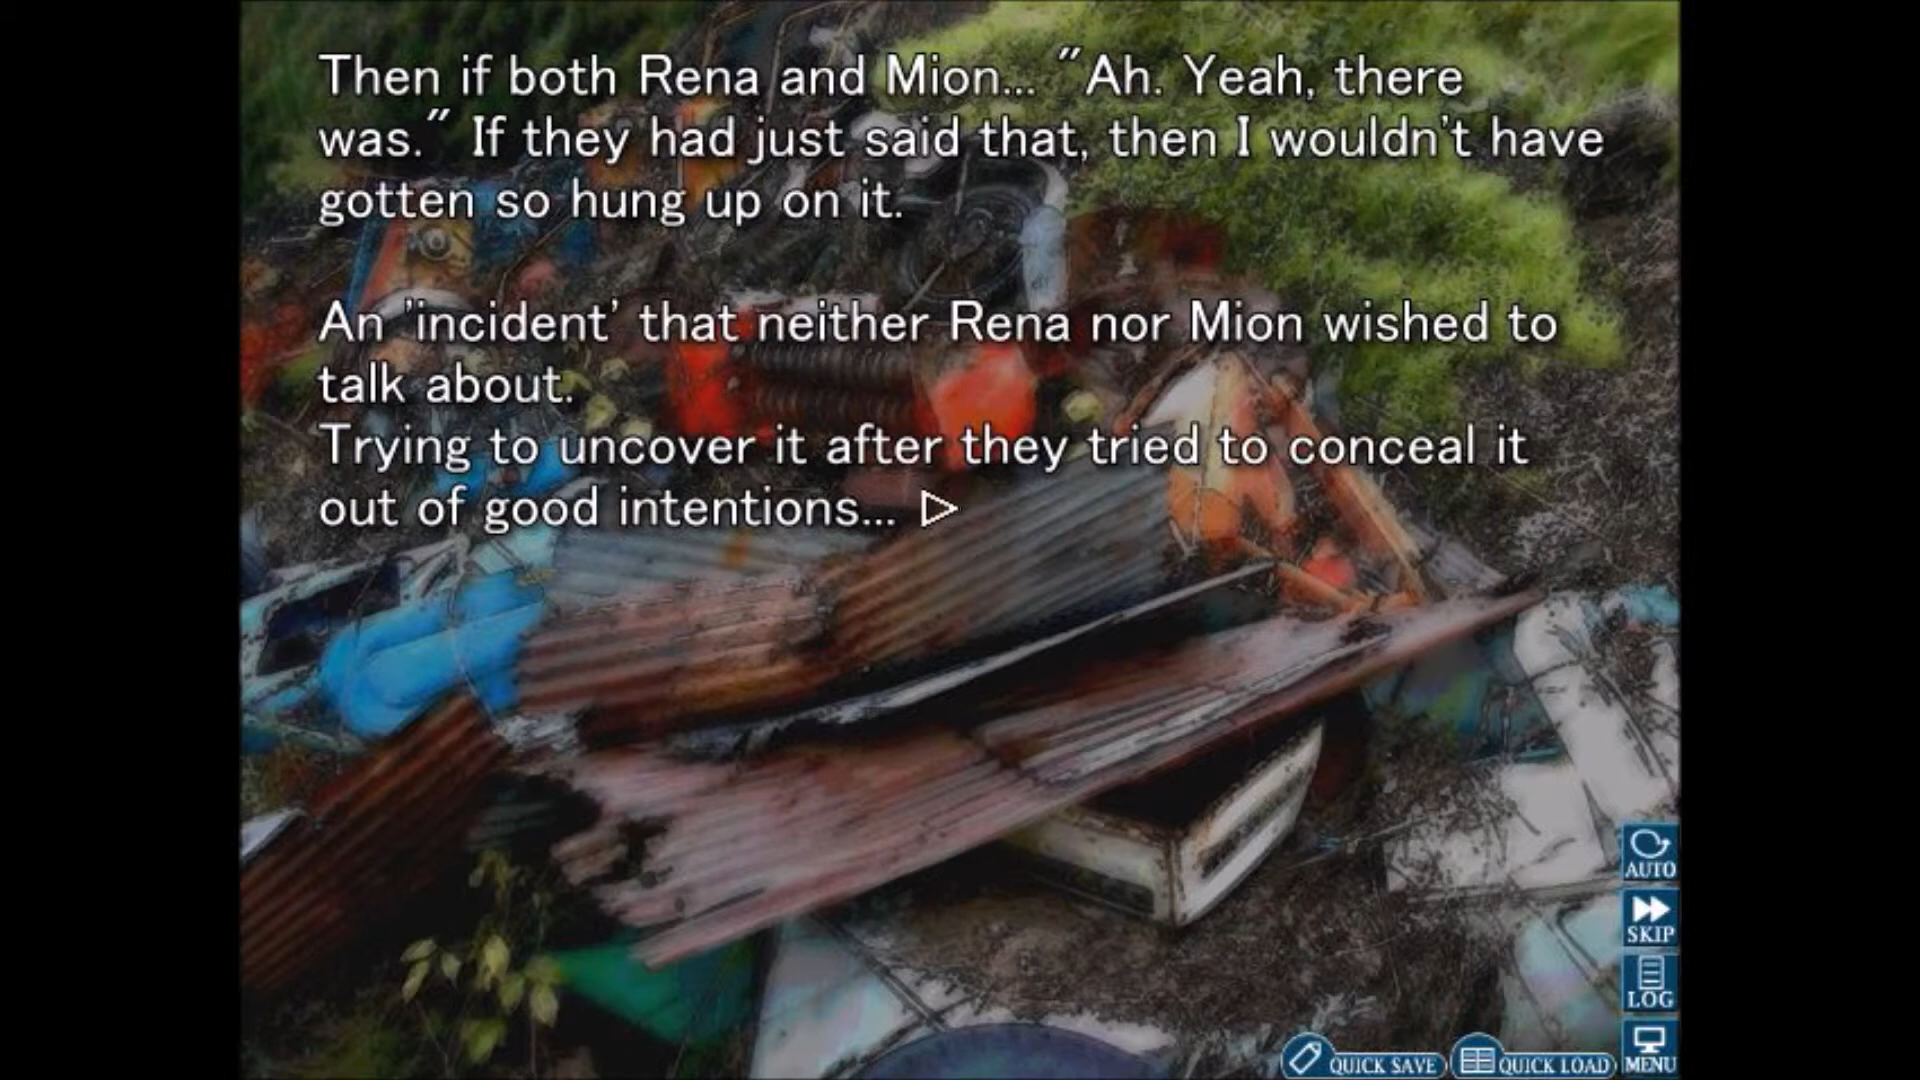 Then if both Rena and Mion... "Ah. Yeah, there
was." If they had just said that, then I wouldn't have
gotten so hung up on it.
An 'incident' that neither Rena nor Mion wished to
talk about.
Trying to uncover it after they tried to conceal it
out of good intentions...
AUTO
SKIP
LOG
MENU
QUICK SAVE
QUICK LOAD